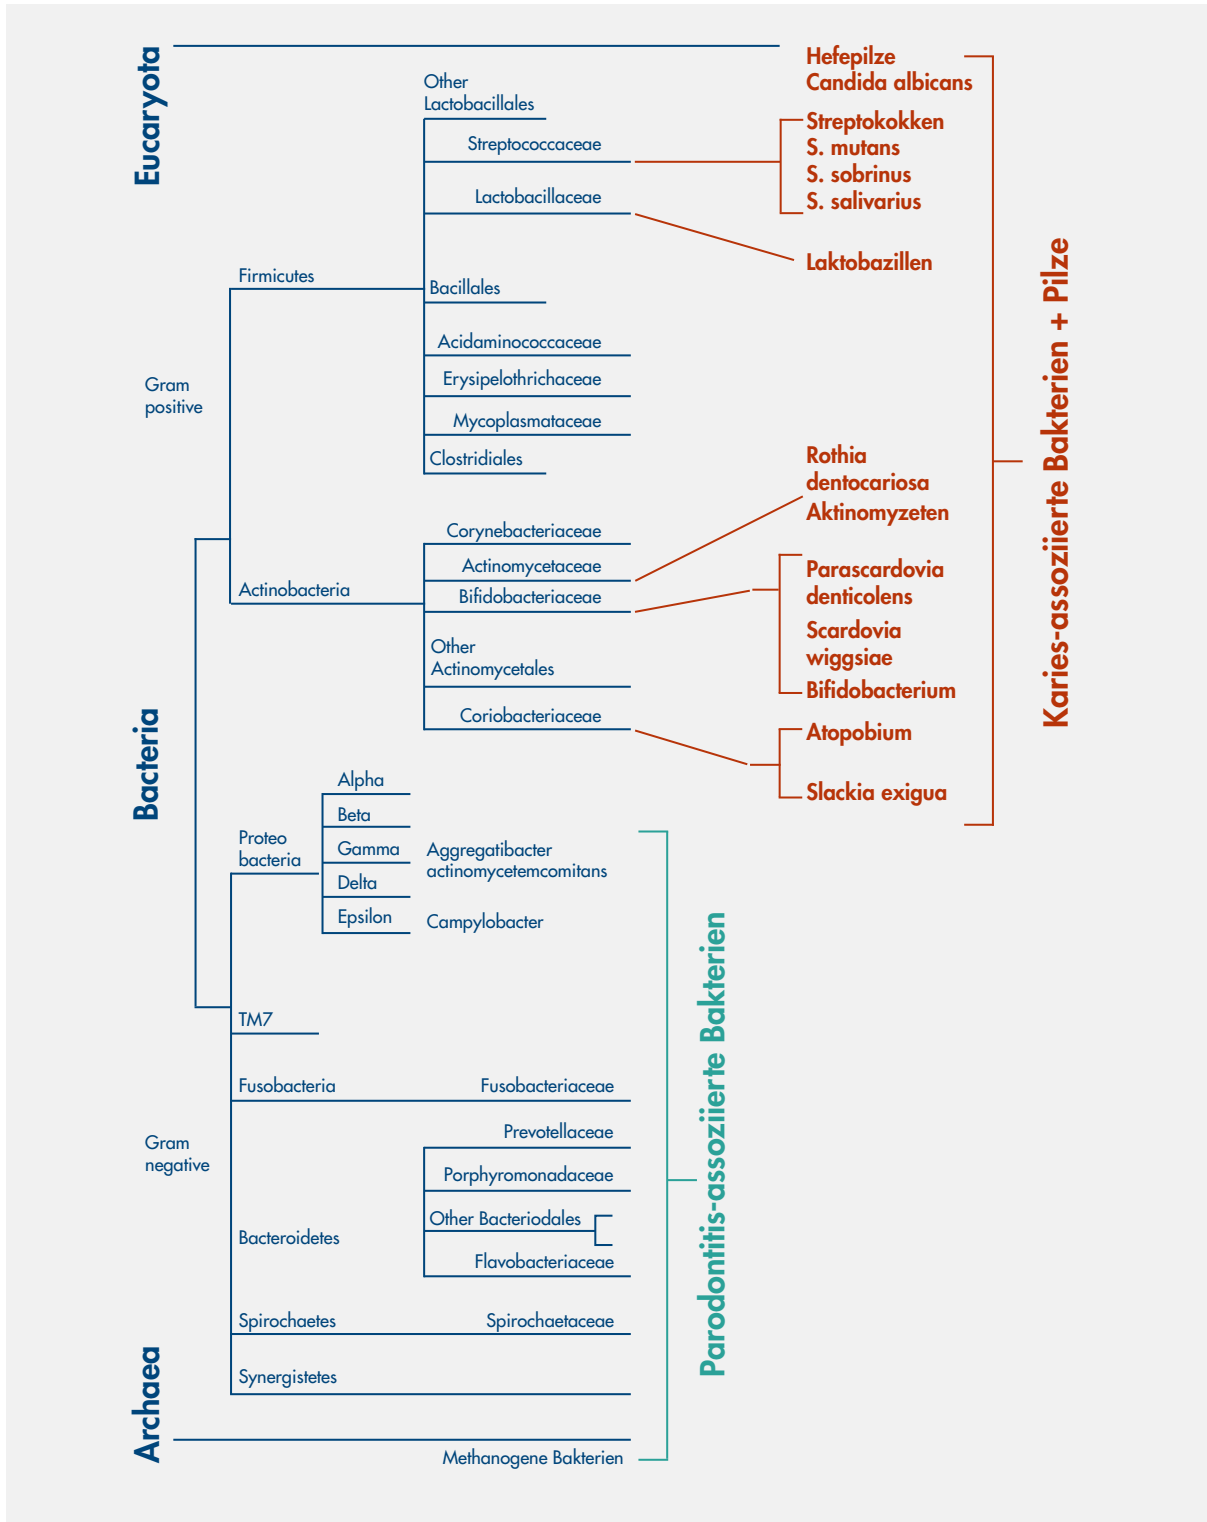 Eucaryota
Hefepilze
Candida albicans
Other
Lactobacillales
Streptococcaceae
Streptokokken
S. mutans
S. sobrinus
S. salivarius
Lactobacillaceae
Laktobazillen
Firmicutes
Bacillales
Acidaminococcaceae
Erysipelothrichaceae
Mycoplasmataceae
Clostridiales
Gram
positive
Karies-assoziierte Bakterien + Pilze
Rothia
dentocariosa
Aktinomyzeten
Corynebacteriaceae
Actinomycetaceae
Bifidobacteriaceae
Actinobacteria
Parascardovia
denticolens
Scardovia
wiggsiae
Bifidobacterium
Other
Actinomycetales
Coriobacteriaceae
Atopobium
Slackia exigua
Bacteria
Alpha
Beta
Proteo
bacteria
Gamma
Aggregatibacter
actinomycetemcomitans
Delta
Epsilon
Campylobacter
TM7
Fusobacteria
Fusobacteriaceae
Parodontitis-assoziierte Bakterien
Gram
negative
Prevotellaceae
Porphyromonadaceae
Other Bacteriodales
Bacteroidetes
Flavobacteriaceae
Spirochaetes
Spirochaetaceae
Synergistetes
Archaea
Methanogene Bakterien